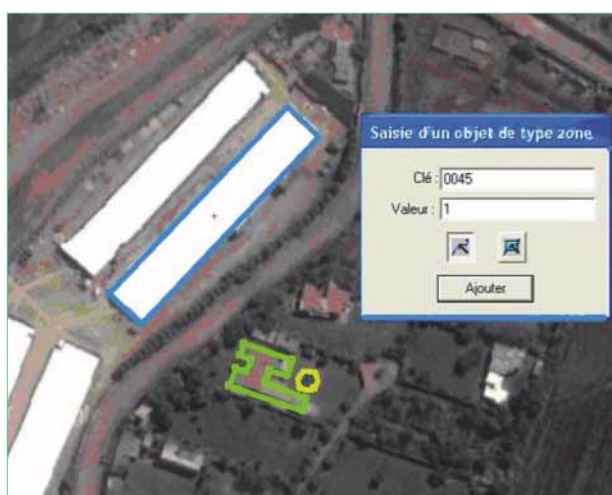 Saisie d'un objet de type zone
Clé : 0045
Valeur : 1
Ajouter